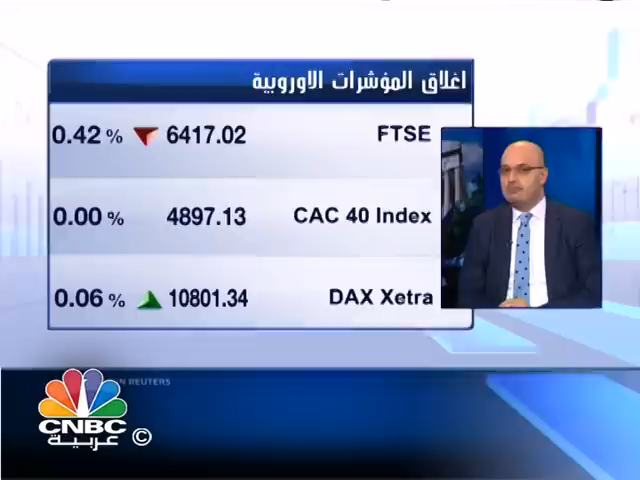 اغلاق المؤشرات الاوروبية
FTSE 6417.02 0.42 %
CAC 40 Index 4897.13 0.00 %
DAX Xetra 10801.34 0.06 %
REUTERS
CNBC
عربية ©